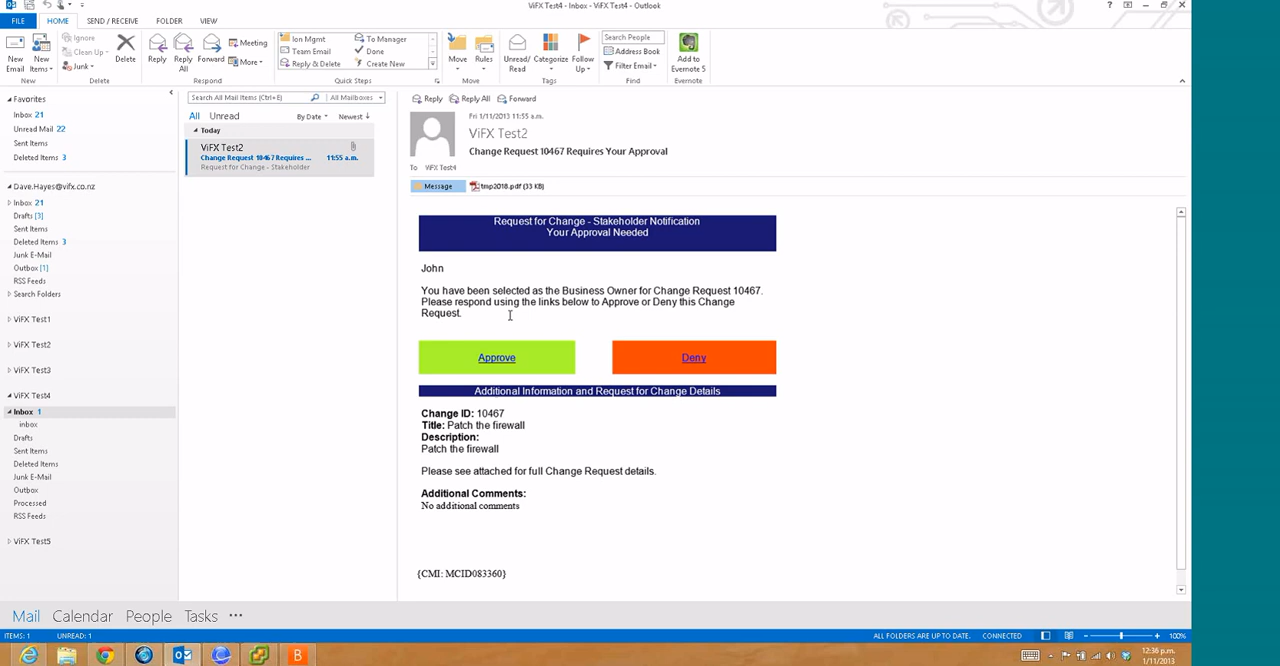 ViFX Test4 - Inbox - ViFX Test4 - Outlook
FILE HOME SEND / RECEIVE FOLDER VIEW
New Email
New Items
Ignore
Clean Up
Junk
Delete
Reply
Reply All
Forward
Meeting
More
Ion Mgmt
Team Email
Reply & Delete
To Manager
Done
Create New
Move
Rules
Unread/ Read
Categorize
Follow Up
Search People
Address Book
Filter Email
Add to Evernote 5
New Delete Respond Quick Steps Move Tags Find Evernote
Favorites
Inbox 21
Unread Mail 22
Sent Items
Deleted Items 3
Dave.Hayes@vifx.co.nz
Inbox 21
Drafts [3]
Sent Items
Deleted Items 3
Junk E-Mail
Outbox [1]
RSS Feeds
Search Folders
ViFX Test1
ViFX Test2
ViFX Test3
ViFX Test4
Inbox 1
inbox
Drafts
Sent Items
Deleted Items
Junk E-Mail
Outbox
Processed
RSS Feeds
ViFX Test5
Search All Mail Items (Ctrl+E) All Mailboxes
All Unread By Date Newest
Today
ViFX Test2
Change Request 10467 Requires ... 11:55 a.m.
Request for Change - Stakeholder
Reply Reply All Forward
Fri 1/11/2013 11:55 a.m.
ViFX Test2
Change Request 10467 Requires Your Approval
To ViFX Test4
Message tmp2018.pdf (33 KB)
Request for Change - Stakeholder Notification
Your Approval Needed
John
You have been selected as the Business Owner for Change Request 10467.
Please respond using the links below to Approve or Deny this Change
Request.
Approve Deny
Additional Information and Request for Change Details
Change ID: 10467
Title: Patch the firewall
Description:
Patch the firewall
Please see attached for full Change Request details.
Additional Comments:
No additional comments
{CMI: MCID083360}
Mail Calendar People Tasks ...
ITEMS: 1 UNREAD: 1 ALL FOLDERS ARE UP TO DATE. CONNECTED 100%
12:36 p.m.
1/11/2013